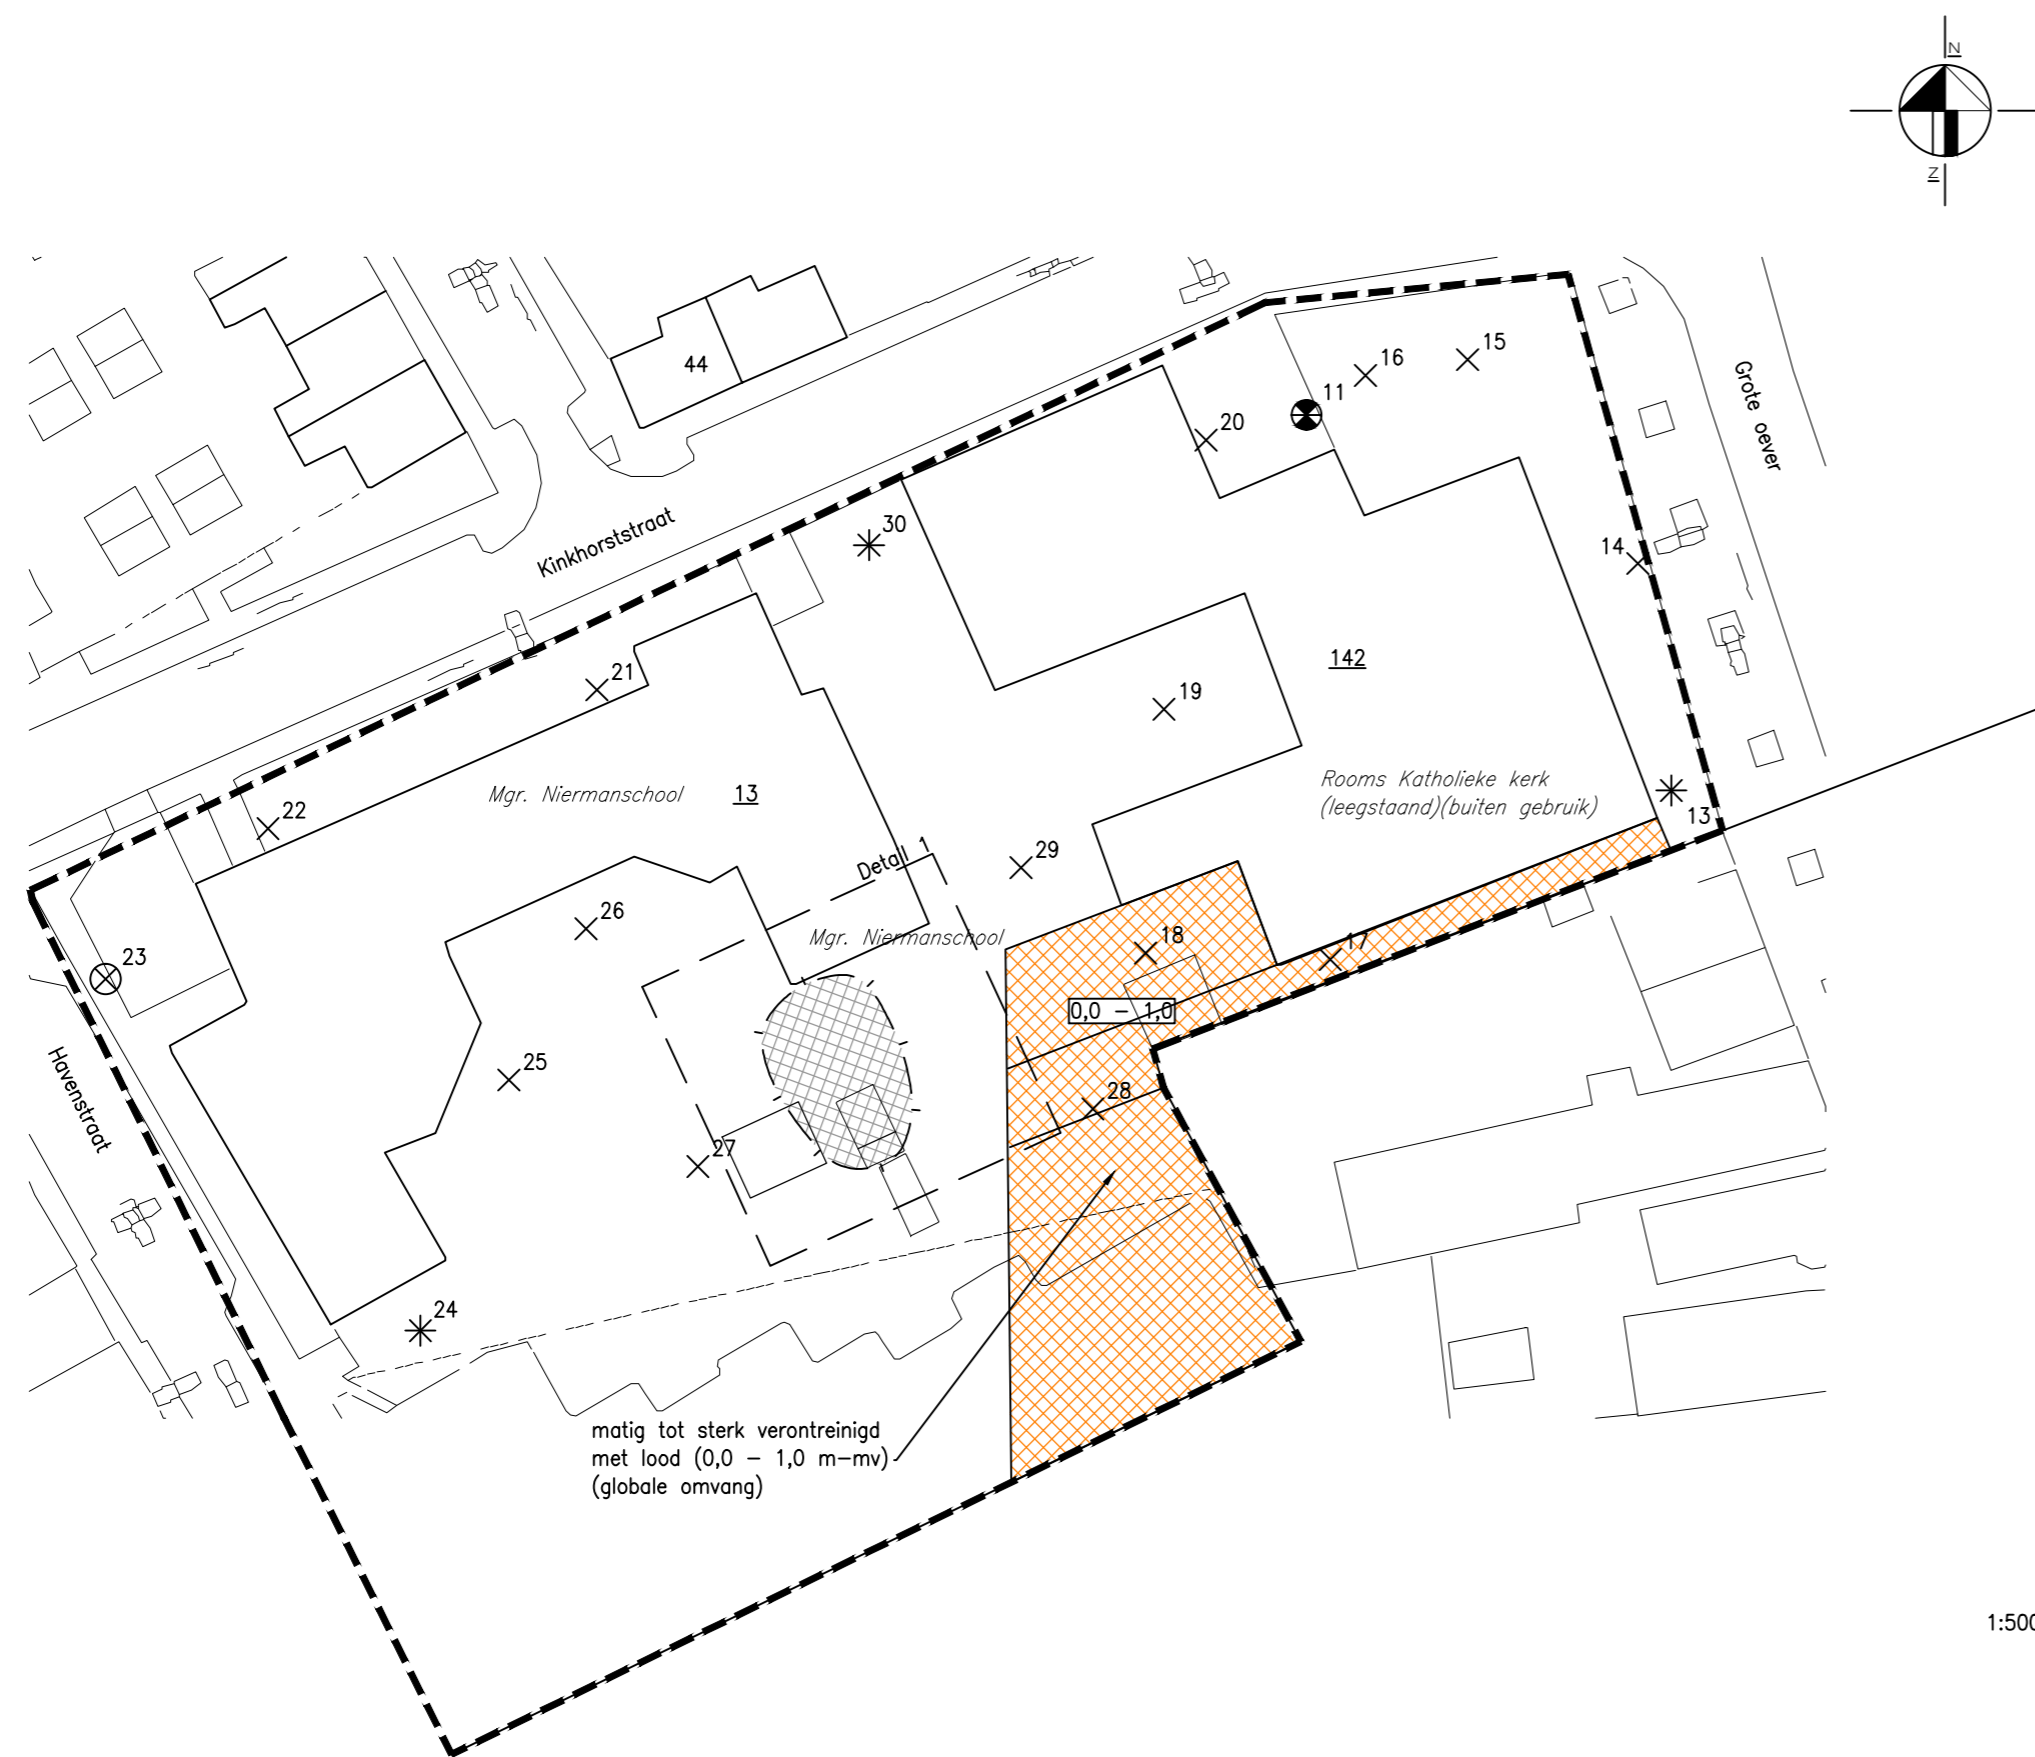 N
Z
44
16
15
11
20
Grote oever
Kinkhorststraat
30
14
21
142
19
Mgr. Niermanschool 13
Rooms Katholieke kerk
(leegstaand)(buiten gebruik)
13
22
Detail 1
29
26
Mgr. Niermanschool
18
17
23
0,0 - 1,0
25
28
Havenstraat
27
24
matig tot sterk verontreinigd
met lood (0,0 - 1,0 m-mv)
(globale omvang)
1:500